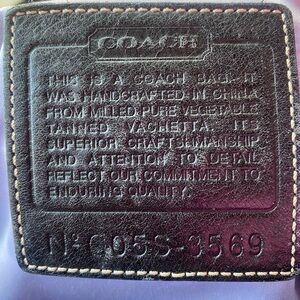 COACH
THIS IS A COACH BAG. IT
WAS HANDCRAFTED IN CHINA
FROM MILLED PURE VEGETABLE
TANNED VACHETTA. ITS
SUPERIOR CRAFTSMANSHIP
AND ATTENTION TO DETAIL
REFLECT OUR COMMITMENT TO
ENDURING QUALITY.
Nº C05S-3569